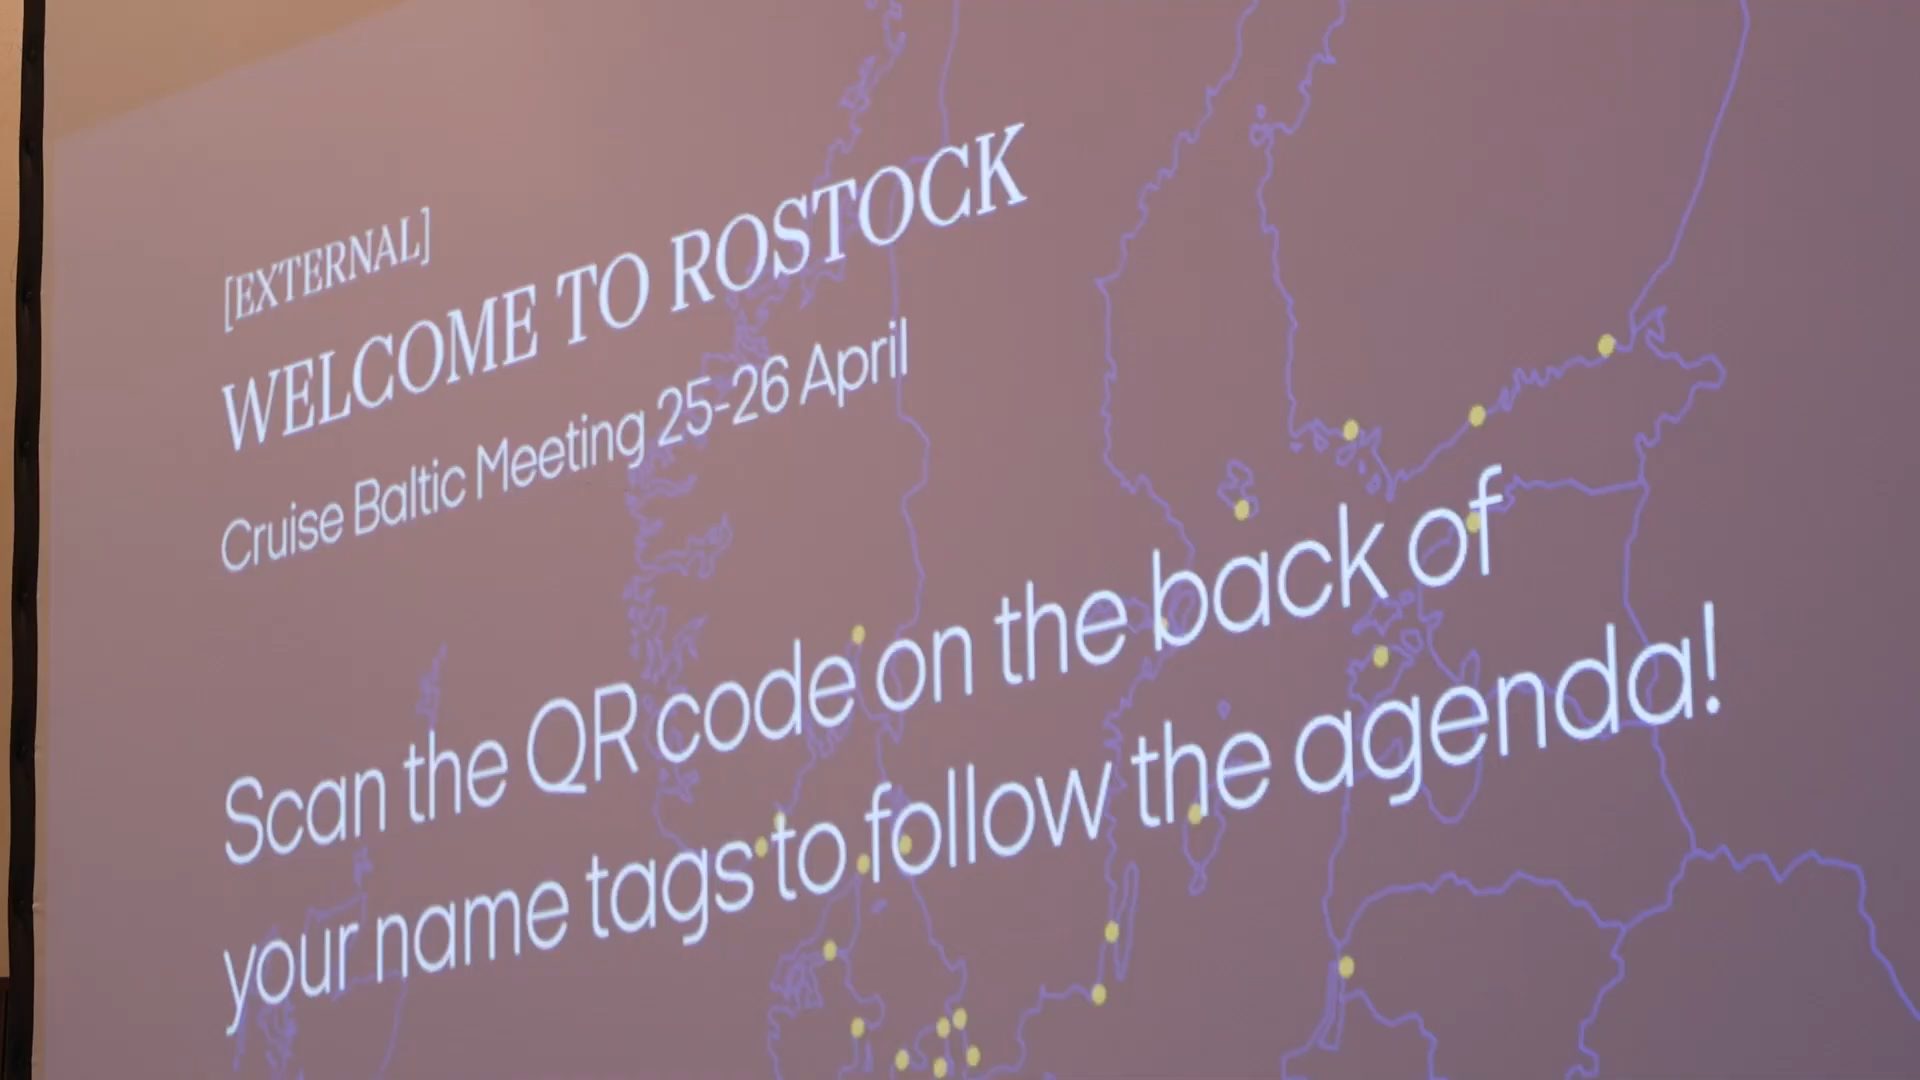 [EXTERNAL]
WELCOME TO ROSTOCK
Cruise Baltic Meeting 25-26 April
Scan the QR code on the back of
your name tags to follow the agenda!